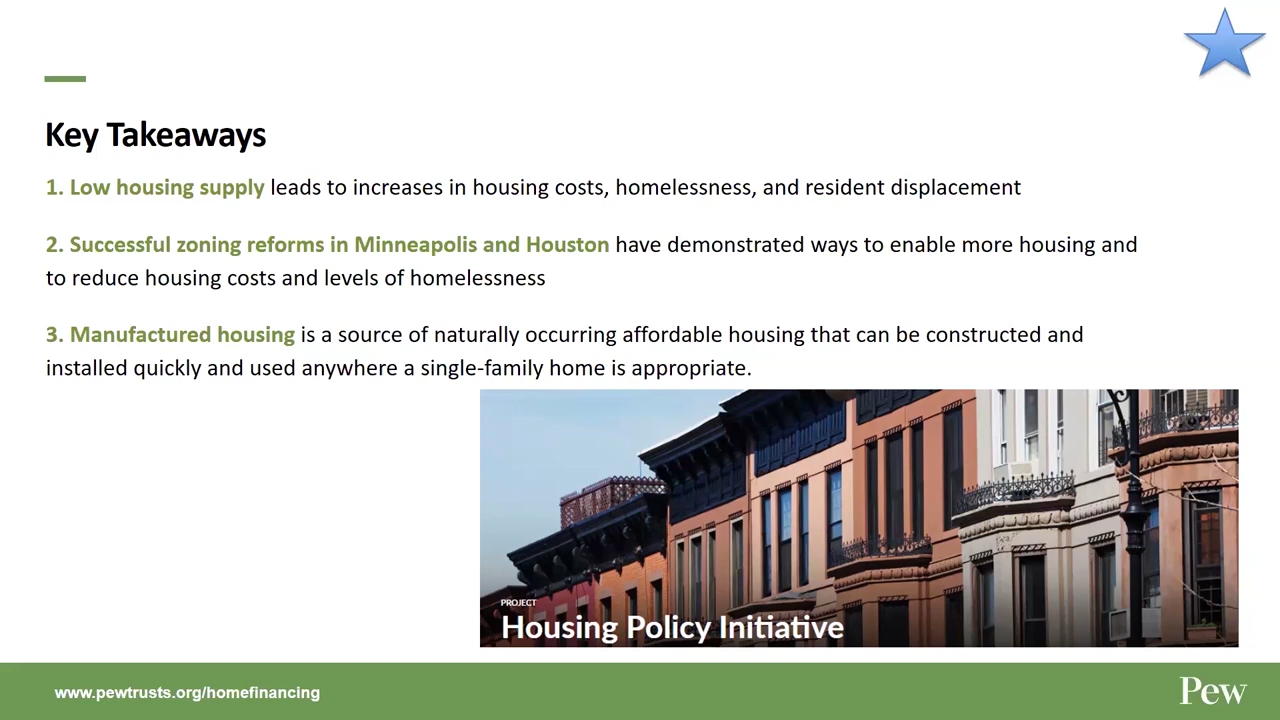 Key Takeaways
1. Low housing supply leads to increases in housing costs, homelessness, and resident displacement
2. Successful zoning reforms in Minneapolis and Houston have demonstrated ways to enable more housing and
to reduce housing costs and levels of homelessness
3. Manufactured housing is a source of naturally occurring affordable housing that can be constructed and
installed quickly and used anywhere a single-family home is appropriate.
PROJECT
Housing Policy Initiative
www.pewtrusts.org/homefinancing
Pew